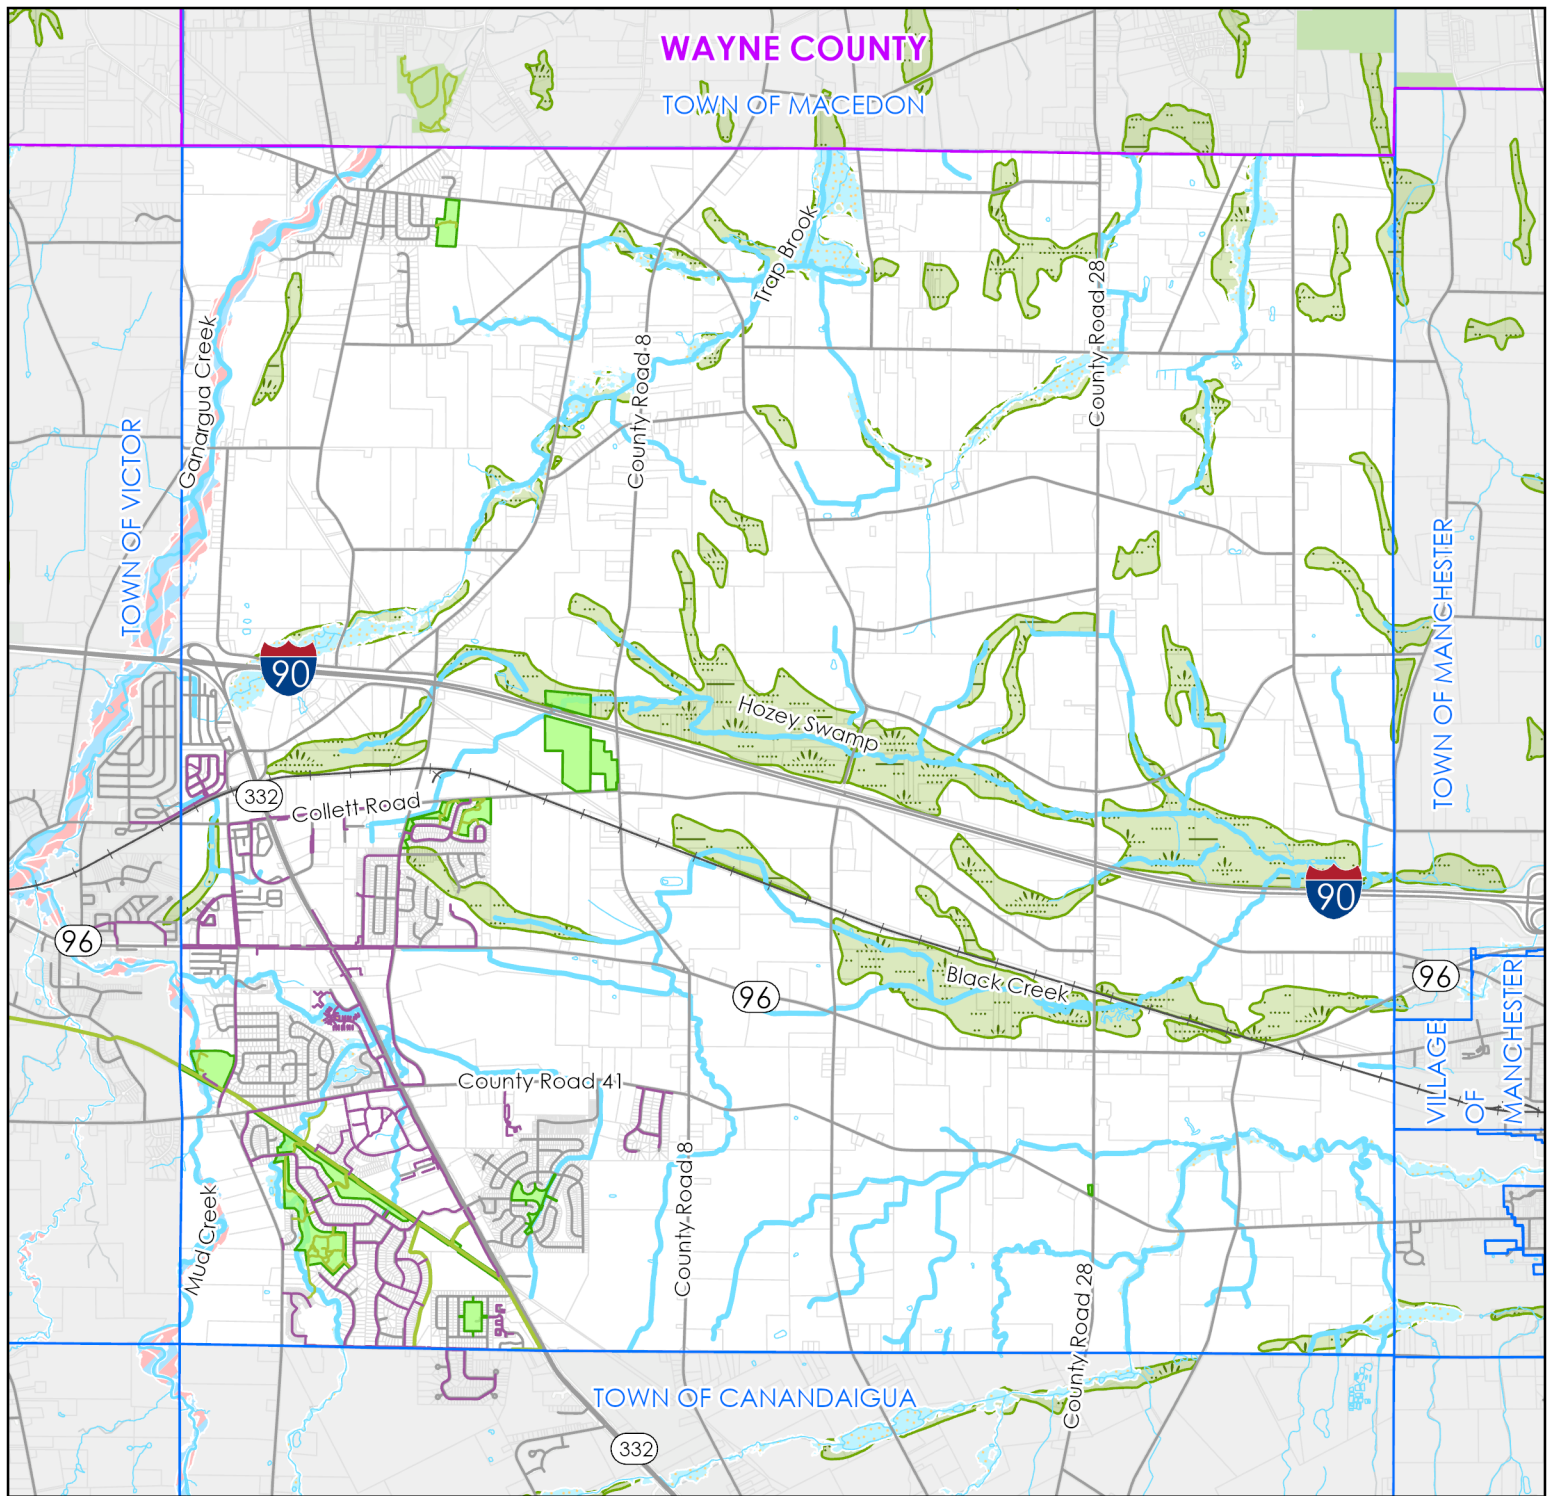 WAYNE COUNTY
TOWN OF MACEDON
Trap Brook
County Road 28
Ganargua Creek
County Road 8
TOWN OF VICTOR
TOWN OF MANCHESTER
90
Hozey Swamp
332
Collett Road
90
96
96
Black Creek
96
VILLAGE
OF
MANCHESTER
County Road 41
Mud Creek
County Road 8
County Road 28
TOWN OF CANANDAIGUA
332